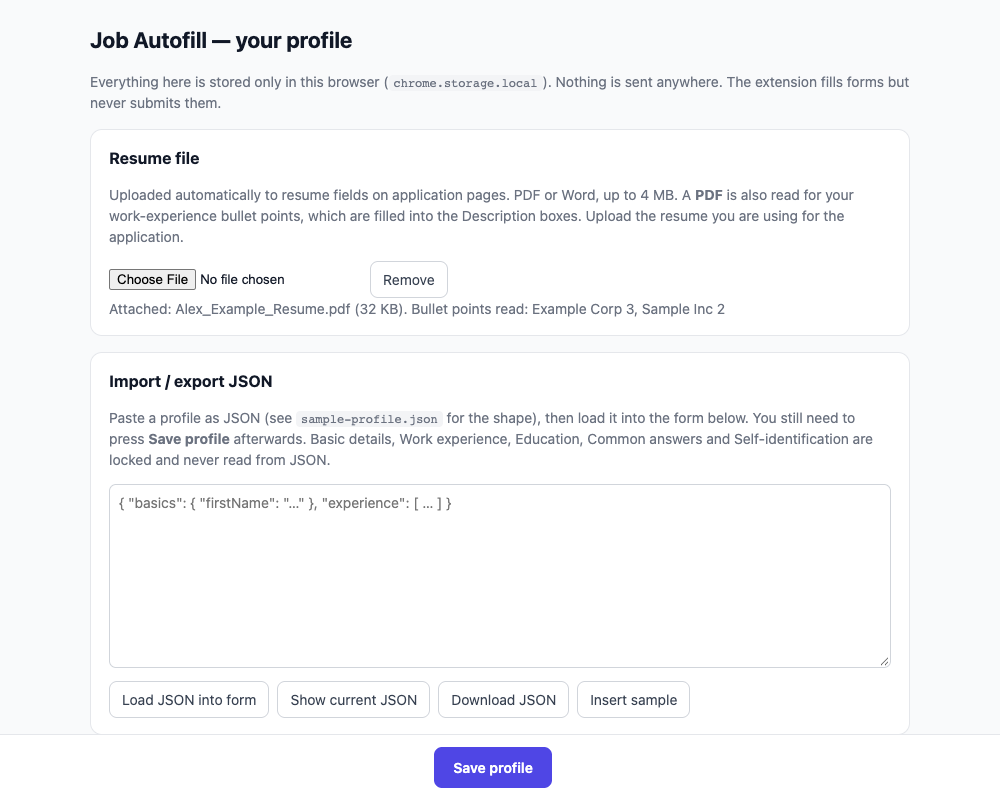 Job Autofill — your profile
Everything here is stored only in this browser ( chrome.storage.local ). Nothing is sent anywhere. The extension fills forms but
never submits them.
Resume file
Uploaded automatically to resume fields on application pages. PDF or Word, up to 4 MB. A PDF is also read for your
work-experience bullet points, which are filled into the Description boxes. Upload the resume you are using for the
application.
Choose File No file chosen Remove
Attached: Alex_Example_Resume.pdf (32 KB). Bullet points read: Example Corp 3, Sample Inc 2
Import / export JSON
Paste a profile as JSON (see sample-profile.json for the shape), then load it into the form below. You still need to
press Save profile afterwards. Basic details, Work experience, Education, Common answers and Self-identification are
locked and never read from JSON.
{ "basics": { "firstName": "…" }, "experience": [ … ] }
Load JSON into form Show current JSON Download JSON Insert sample
Save profile